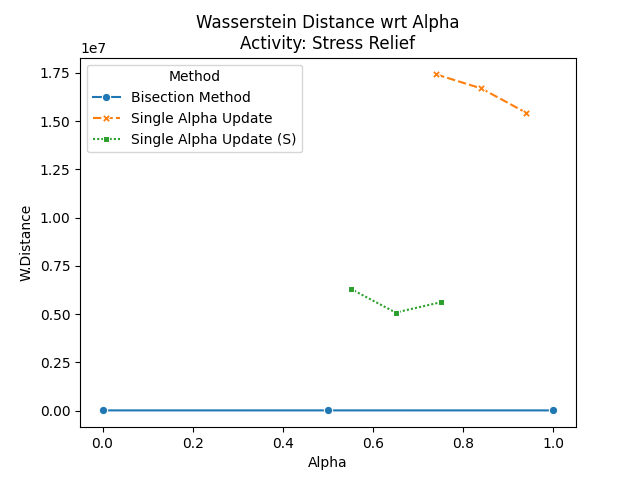 Wasserstein Distance wrt Alpha
Activity: Stress Relief
1e7
Method
Bisection Method
Single Alpha Update
Single Alpha Update (S)
1.75
1.50
1.25
1.00
0.75
0.50
0.25
0.00
W.Distance
0.0 0.2 0.4 0.6 0.8 1.0
Alpha